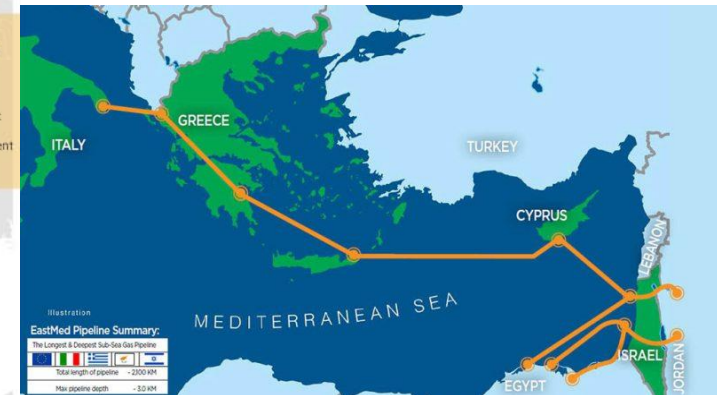 ITALY
GREECE
TURKEY
CYPRUS
LEBANON
MEDITERRANEAN SEA
ISRAEL
JORDAN
EGYPT
Illustration
EastMed Pipeline Summary:
The Longest & Deepest Sub-Sea Gas Pipeline
Total length of pipeline - 2100 KM
Max pipeline depth - 3.0 KM